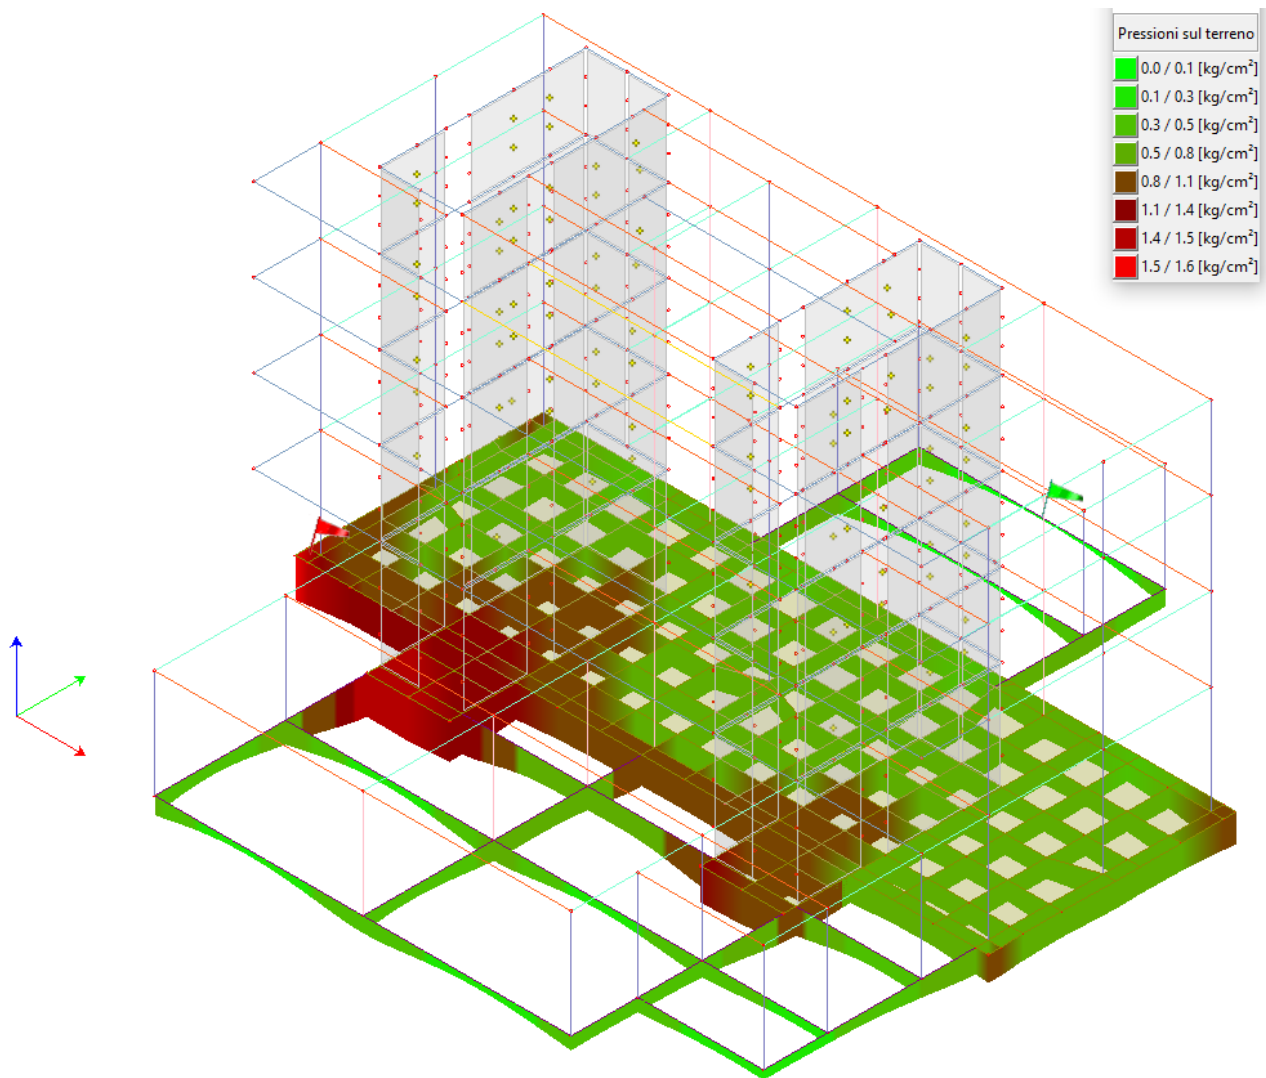 Pressioni sul terreno
0.0 / 0.1 [kg/cm²]
0.1 / 0.3 [kg/cm²]
0.3 / 0.5 [kg/cm²]
0.5 / 0.8 [kg/cm²]
0.8 / 1.1 [kg/cm²]
1.1 / 1.4 [kg/cm²]
1.4 / 1.5 [kg/cm²]
1.5 / 1.6 [kg/cm²]